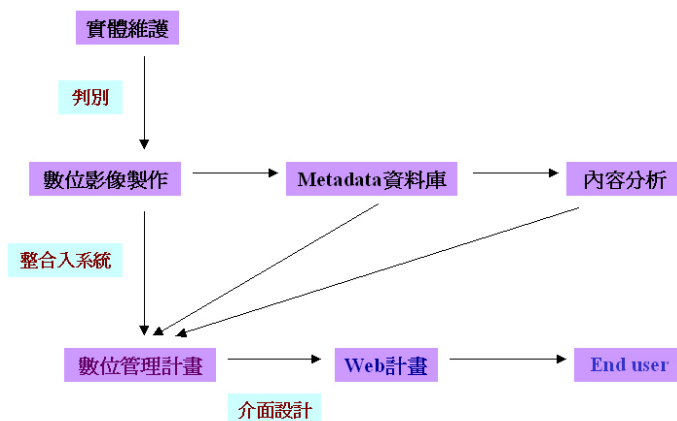 實體維護
判別
數位影像製作
Metadata資料庫
內容分析
整合入系統
數位管理計畫
Web計畫
End user
介面設計